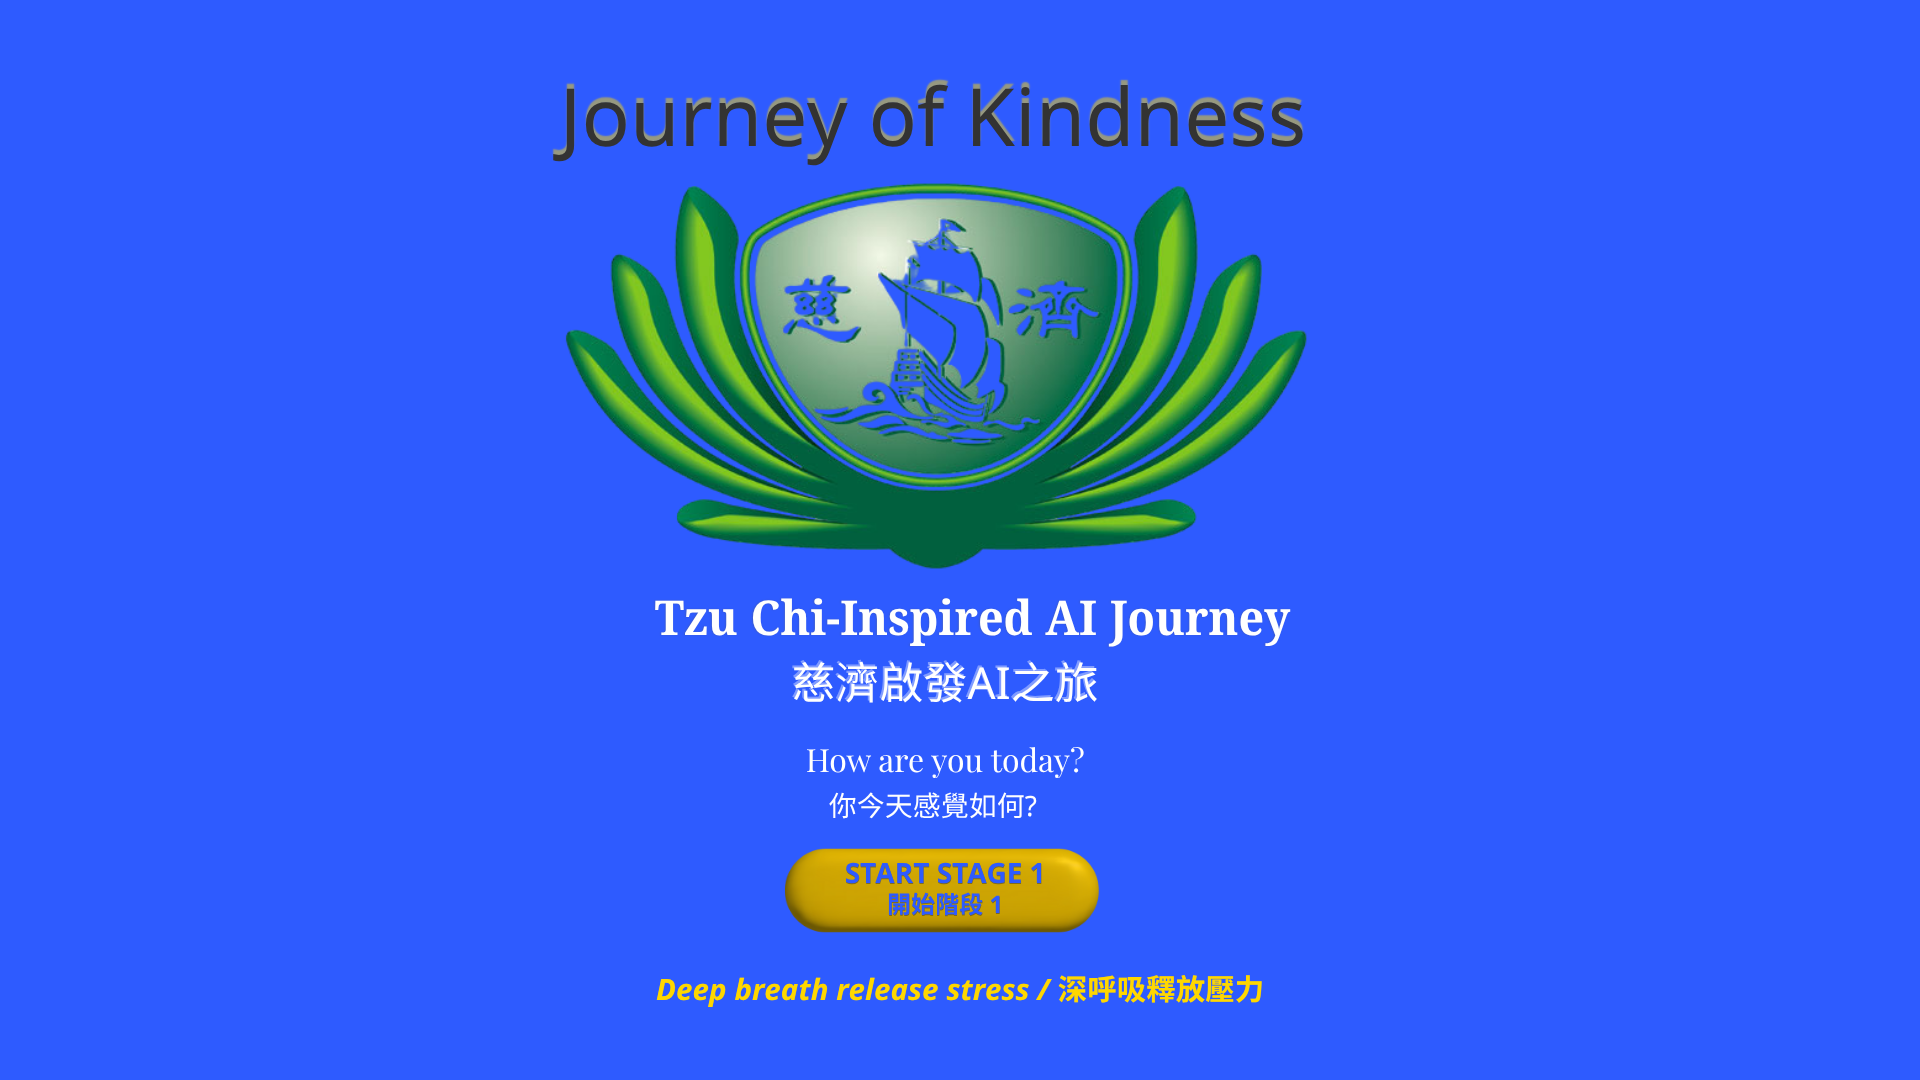 Journey of Kindness
慈 濟
Tzu Chi-Inspired AI Journey
慈濟啟發AI之旅
How are you today?
你今天感覺如何?
START STAGE 1
開始階段 1
Deep breath release stress / 深呼吸釋放壓力